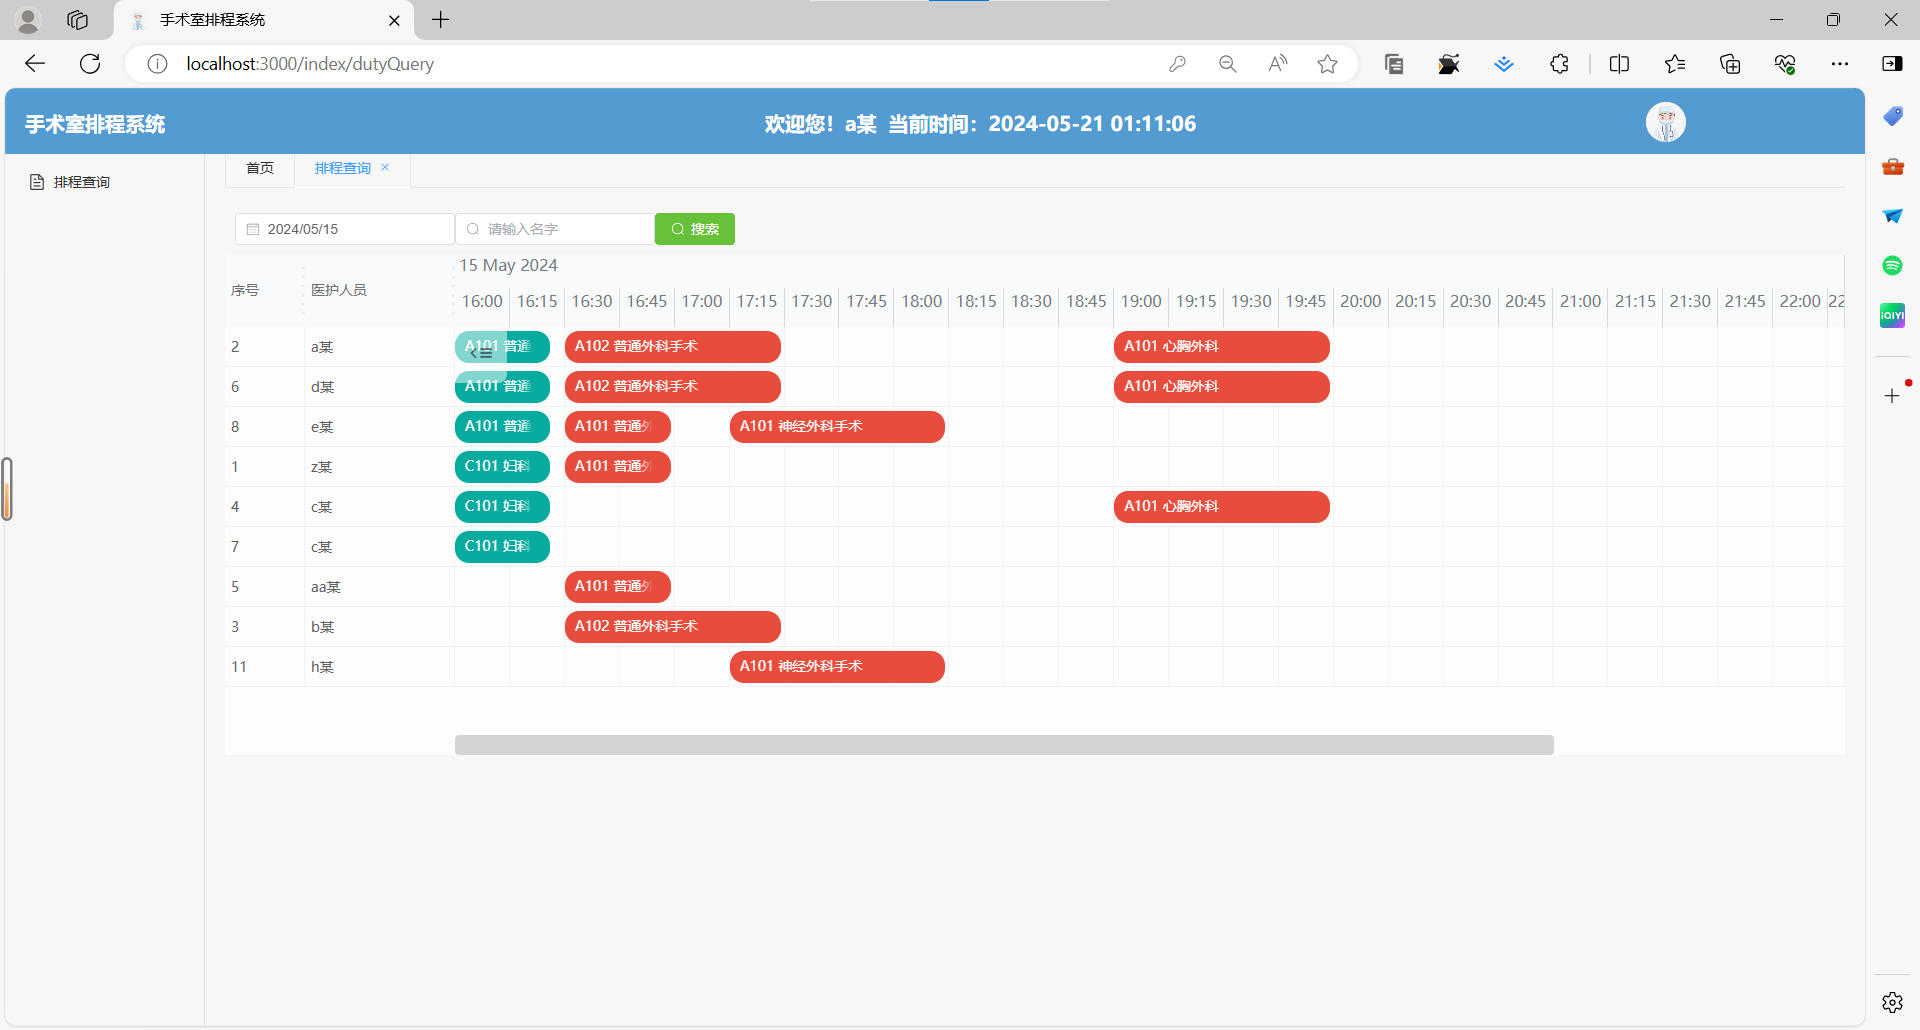 手术室排程系统
localhost:3000/index/dutyQuery
手术室排程系统
欢迎您！a某 当前时间：2024-05-21 01:11:06
排程查询
首页
排程查询
2024/05/15
请输入名字
搜索
序号
医护人员
15 May 2024
16:00 16:15 16:30 16:45 17:00 17:15 17:30 17:45 18:00 18:15 18:30 18:45 19:00 19:15 19:30 19:45 20:00 20:15 20:30 20:45 21:00 21:15 21:30 21:45 22:00 22
2 a某 A101 普通 A102 普通外科手术 A101 心胸外科
6 d某 A101 普通 A102 普通外科手术 A101 心胸外科
8 e某 A101 普通 A101 普通外 A101 神经外科手术
1 z某 C101 妇科 A101 普通外
4 c某 C101 妇科 A101 心胸外科
7 c某 C101 妇科
5 aa某 A101 普通外
3 b某 A102 普通外科手术
11 h某 A101 神经外科手术
iQIYI